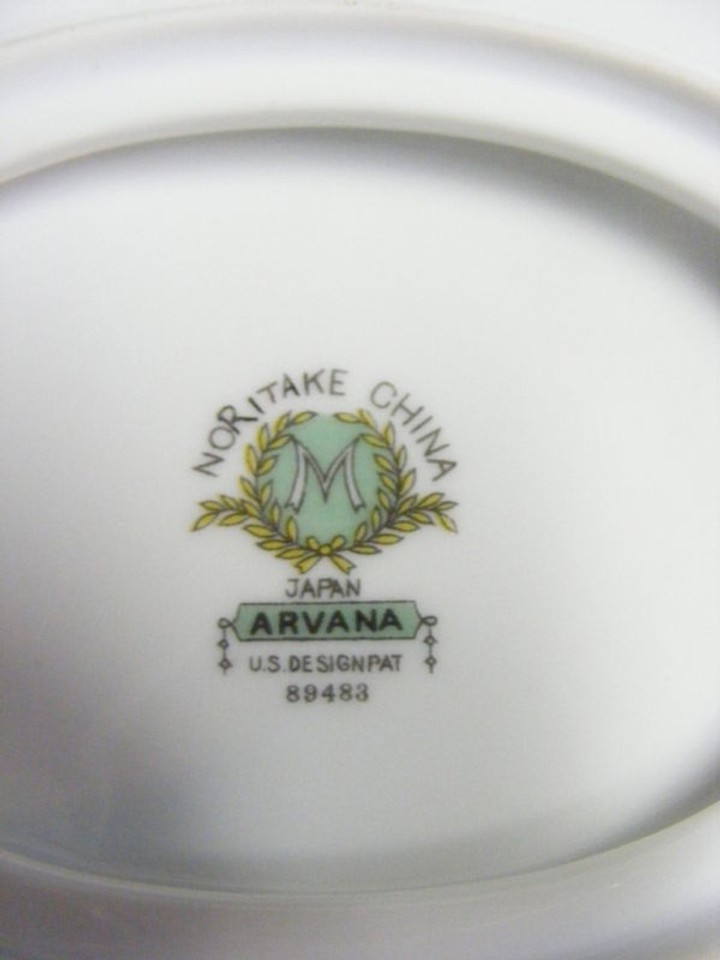 NORITAKE CHINA
M
JAPAN
ARVANA
U.S. DESIGN PAT
89483